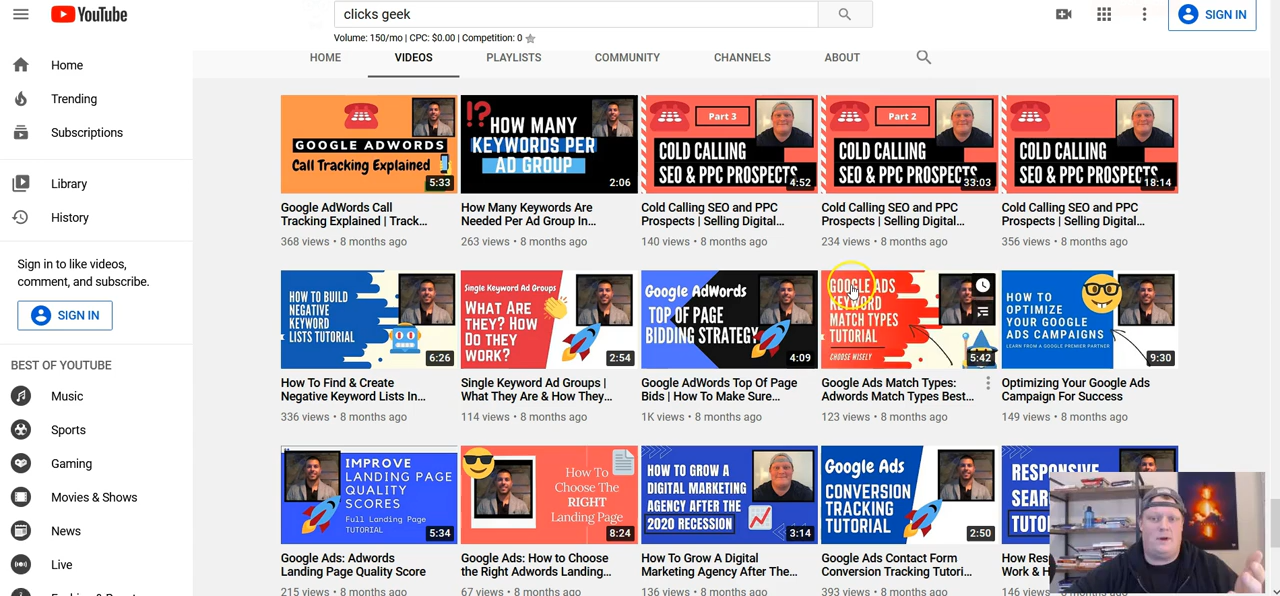 YouTube
clicks geek
SIGN IN
Volume: 150/mo | CPC: $0.00 | Competition: 0
HOME
VIDEOS
PLAYLISTS
COMMUNITY
CHANNELS
ABOUT
Home
Trending
Subscriptions
Library
History
Sign in to like videos,
comment, and subscribe.
SIGN IN
BEST OF YOUTUBE
Music
Sports
Gaming
Movies & Shows
News
Live
GOOGLE ADWORDS
Call Tracking Explained
5:33
Google AdWords Call
Tracking Explained | Track...
368 views • 8 months ago
HOW MANY
KEYWORDS PER
AD GROUP
2:06
How Many Keywords Are
Needed Per Ad Group In...
263 views • 8 months ago
Part 3
COLD CALLING
SEO & PPC PROSPECTS
4:52
Cold Calling SEO and PPC
Prospects | Selling Digital...
140 views • 8 months ago
Part 2
COLD CALLING
SEO & PPC PROSPECTS
33:03
Cold Calling SEO and PPC
Prospects | Selling Digital...
234 views • 8 months ago
COLD CALLING
SEO & PPC PROSPECTS
18:14
Cold Calling SEO and PPC
Prospects | Selling Digital...
356 views • 8 months ago
HOW TO BUILD
NEGATIVE
KEYWORD
LISTS TUTORIAL
6:26
How To Find & Create
Negative Keyword Lists In...
336 views • 8 months ago
Single Keyword Ad Groups
WHAT ARE
THEY? HOW
DO THEY
WORK?
2:54
Single Keyword Ad Groups |
What They Are & How They...
114 views • 8 months ago
Google AdWords
TOP OF PAGE
BIDDING STRATEGY
4:09
Google AdWords Top Of Page
Bids | How To Make Sure...
1K views • 8 months ago
GOOGLE ADS
KEYWORD
MATCH TYPES
TUTORIAL
CHOOSE WISELY
5:42
Google Ads Match Types:
Adwords Match Types Best...
123 views • 8 months ago
HOW TO
OPTIMIZE
YOUR GOOGLE
ADS CAMPAIGNS
LEARN FROM A GOOGLE PREMIER PARTNER
9:30
Optimizing Your Google Ads
Campaign For Success
149 views • 8 months ago
IMPROVE
LANDING PAGE
QUALITY
SCORES
Full Landing Page
TUTORIAL
5:34
Google Ads: Adwords
Landing Page Quality Score
215 views • 8 months ago
How To
Choose The
RIGHT
Landing Page
8:24
Google Ads: How to Choose
the Right Adwords Landing...
67 views • 8 months ago
HOW TO GROW A
DIGITAL MARKETING
AGENCY AFTER THE
2020 RECESSION
3:14
How To Grow A Digital
Marketing Agency After The...
136 views • 8 months ago
Google Ads
CONVERSION
TRACKING
TUTORIAL
2:50
Google Ads Contact Form
Conversion Tracking Tutori...
393 views • 8 months ago
RESPONSIVE
SEAR
TUTO
How Res
Work & H
146 views